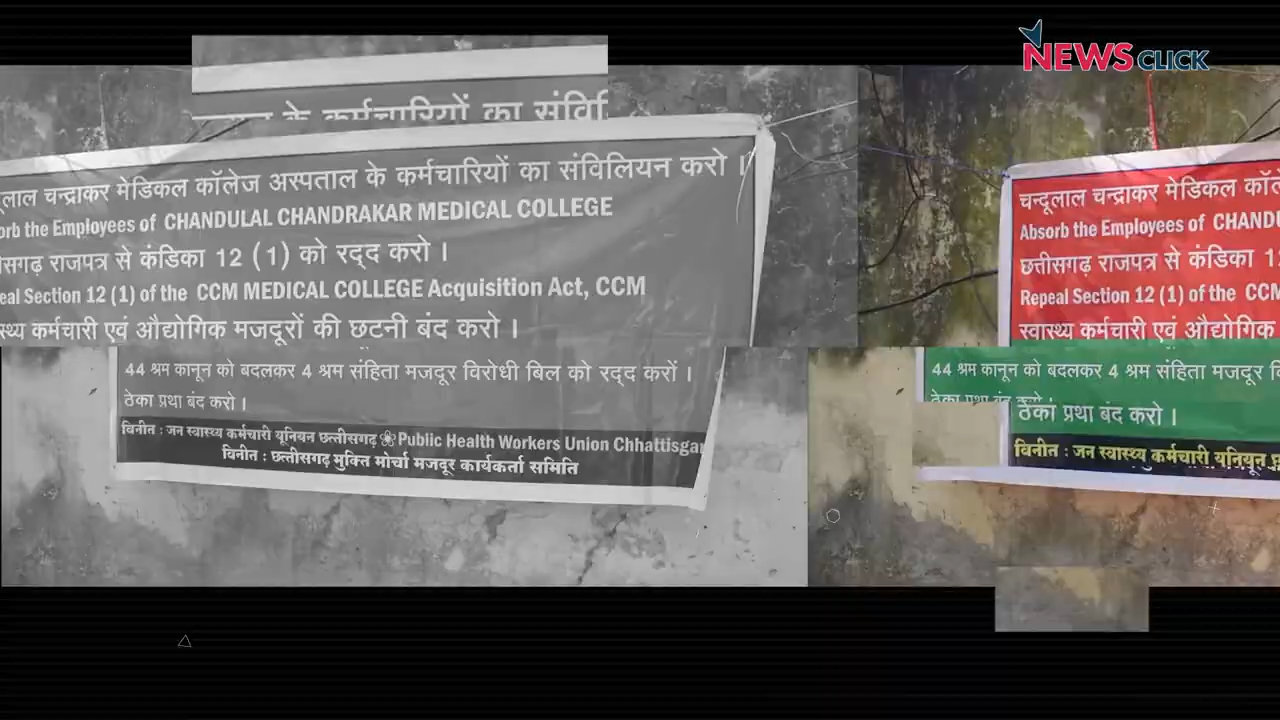 NEWSCLICK
के कर्मचारियों का संवि
चन्द्राकर मेडिकल कॉलेज अस्पताल के कर्मचारियों का संविलियन करो ।
the Employees of CHANDULAL CHANDRAKAR MEDICAL COLLEGE
राजपत्र से कंडिका 12 (1) को रद्द करो ।
Section 12 (1) of the CCM MEDICAL COLLEGE Acquisition Act, CCM
कर्मचारी एवं औद्योगिक मजदूरों की छटनी बंद करो ।
44 श्रम कानून को बदलकर 4 श्रम संहिता मजदूर विरोधी बिल को रद्द करों ।
ठेका प्रथा बंद करो ।
विनीत : जन स्वास्थ्य कर्मचारी यूनियन छत्तीसगढ़ Public Health Workers Union Chhattisgar
विनीत : छत्तीसगढ़ मुक्ति मोर्चा मजदूर कार्यकर्ता समिति
चन्दूलाल चन्द्राकर मेडिकल कॉले
Absorb the Employees of CHANDU
छत्तीसगढ़ राजपत्र से कंडिका 1
Repeal Section 12 (1) of the CCM
स्वास्थ्य कर्मचारी एवं औद्योगिक
44 श्रम कानून को बदलकर 4 श्रम संहिता मजदूर वि
ठेका प्रथा बंद करो ।
विनीत : जन स्वास्थ्य कर्मचारी यूनियन